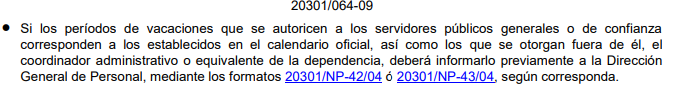 20301/064-09
● Si los períodos de vacaciones que se autoricen a los servidores públicos generales o de confianza
corresponden a los establecidos en el calendario oficial, así como los que se otorgan fuera de él, el
coordinador administrativo o equivalente de la dependencia, deberá informarlo previamente a la Dirección
General de Personal, mediante los formatos 20301/NP-42/04 ó 20301/NP-43/04, según corresponda.